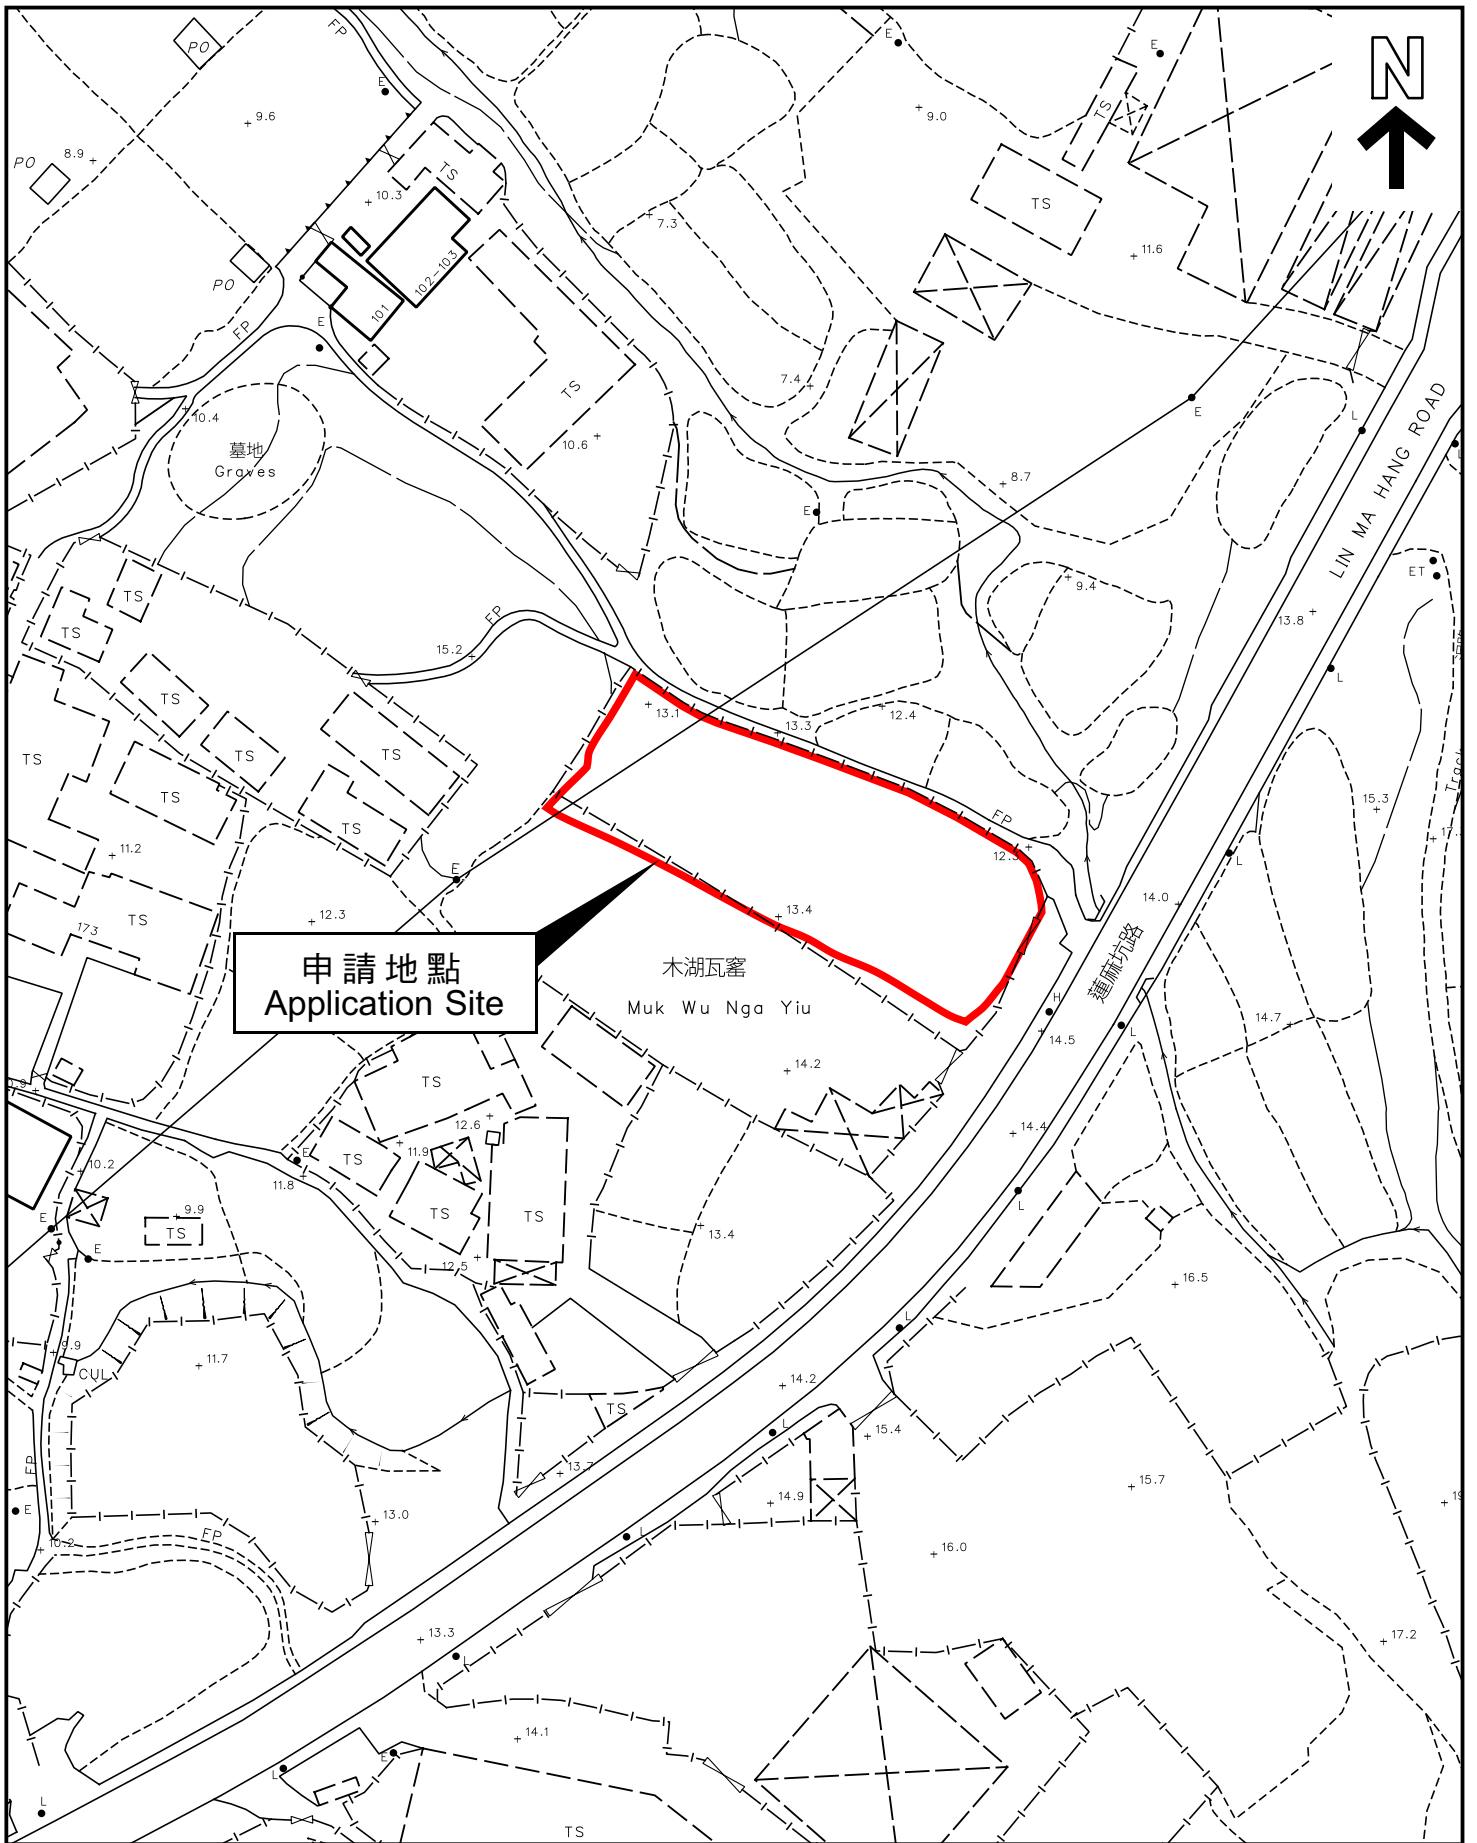 N
FP
PO
E
E
E
9.6
9.0
TS
PO
8.9
TS
10.3
TS
7.3
11.6
PO
102-103
101
FP
E
7.4
TS
E
LIN MA HANG ROAD
10.4
L
10.6
墓地
Graves
8.7
E
ET
TS
9.4
13.8
TS
FP
15.2
L
TS
13.1
12.4
13.3
TS
TS
TS
TS
TS
15.3
Track
TS
FP
11.2
12.3
L
E
14.0
TS
12.3
13.4
173
蓮麻坑路
申請地點
Application Site
木湖瓦窰
Muk Wu Nga Yiu
H
14.7
L
14.5
14.2
TS
12.6
14.4
11.9
TS
E
10.2
11.8
L
9.9
TS
TS
TS
E
13.4
E
12.5
16.5
L
9.9
11.7
CUL
14.2
TS
L
15.4
FP
13.7
15.7
14.9
E
13.0
L
FP
10.2
16.0
13.3
17.2
L
14.1
E
L
L
TS